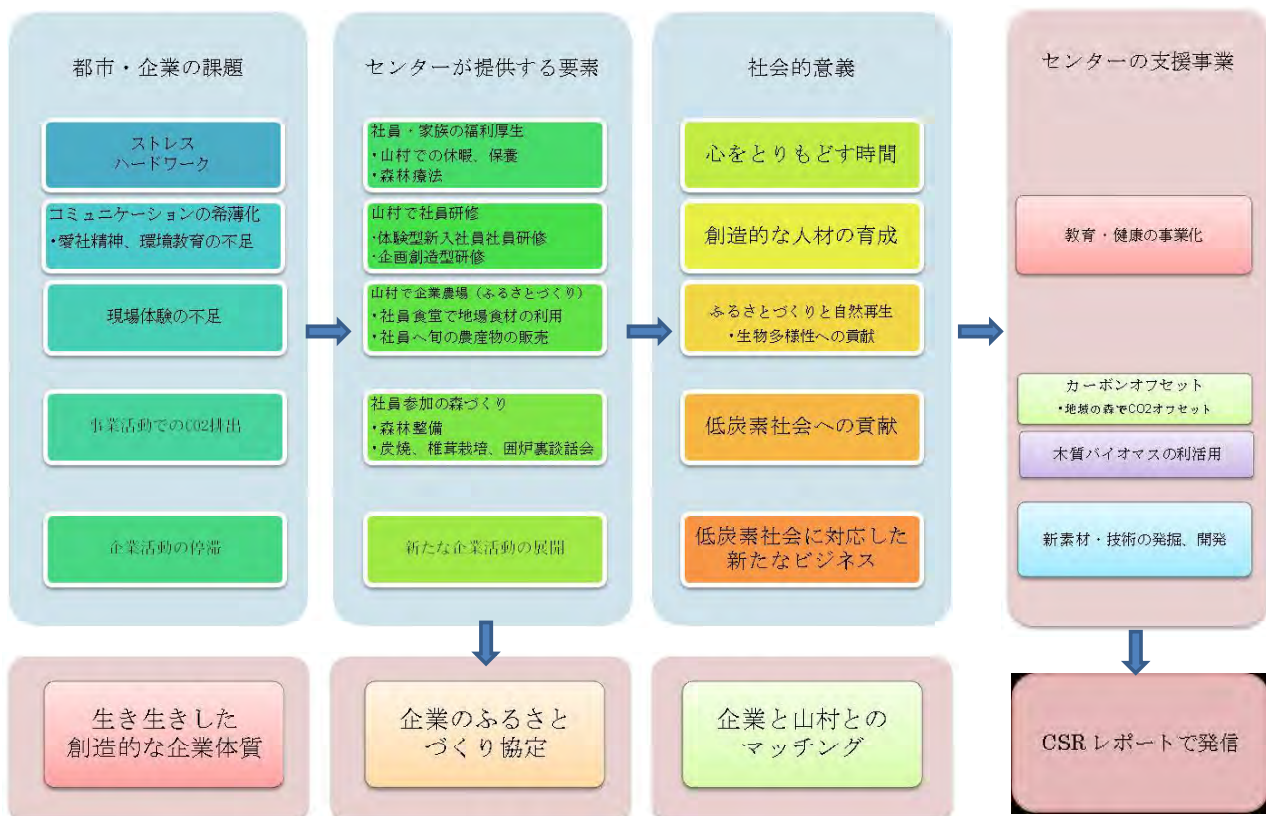 都市・企業の課題
ストレス
ハードワーク
コミュニケーションの希薄化
・愛社精神、環境教育の不足
現場体験の不足
事業活動でのCO2排出
企業活動の停滞
センターが提供する要素
社員・家族の福利厚生
・山村での休暇、保養
・森林療法
山村で社員研修
・体験型新入社員社員研修
・企画創造型研修
山村で企業農場（ふるさとづくり）
・社員食堂で地場食材の利用
・社員へ旬の農産物の販売
社員参加の森づくり
・森林整備
・炭焼、椎茸栽培、囲炉裏談話会
新たな企業活動の展開
社会的意義
心をとりもどす時間
創造的な人材の育成
ふるさとづくりと自然再生
・生物多様性への貢献
低炭素社会への貢献
低炭素社会に対応した
新たなビジネス
センターの支援事業
教育・健康の事業化
カーボンオフセット
・地域の森でCO2オフセット
木質バイオマスの利活用
新素材・技術の発掘、開発
生き生きした
創造的な企業体質
企業のふるさと
づくり協定
企業と山村との
マッチング
CSRレポートで発信